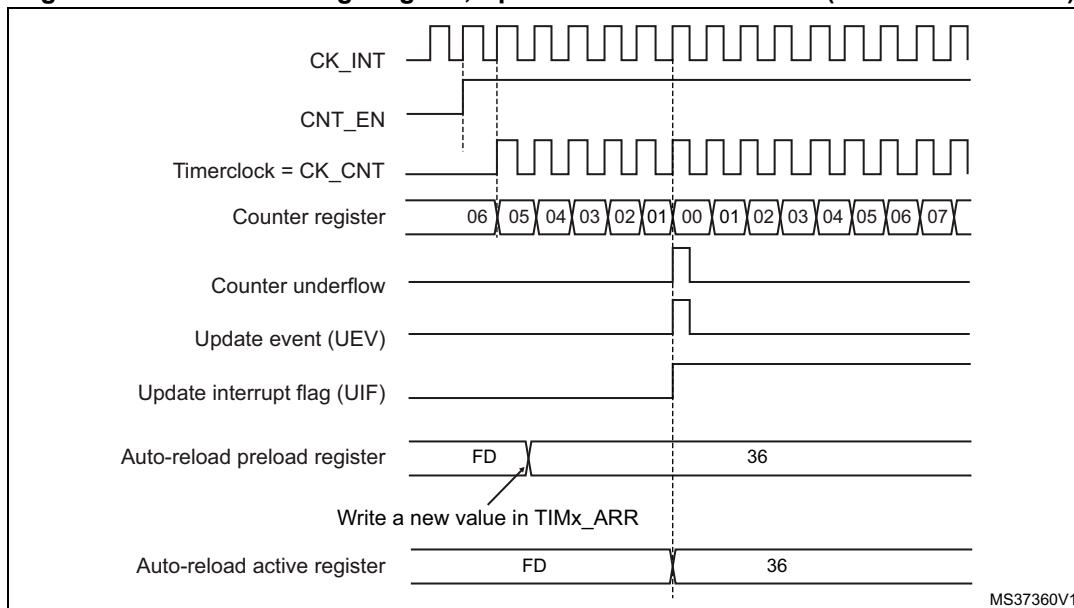 CK_INT
CNT_EN
Timerclock = CK_CNT
Counter register 06 05 04 03 02 01 00 01 02 03 04 05 06 07
Counter underflow
Update event (UEV)
Update interrupt flag (UIF)
Auto-reload preload register FD 36
Write a new value in TIMx_ARR
Auto-reload active register FD 36
MS37360V1